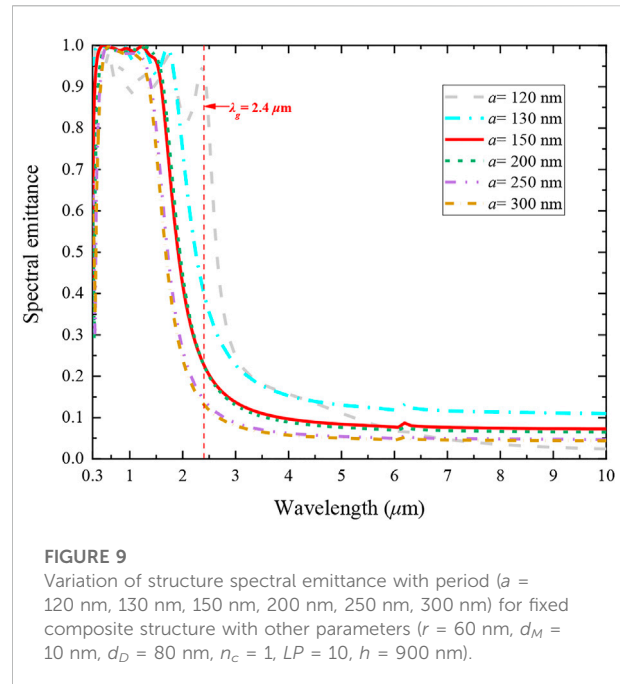 1.0
0.9
0.8
0.7
0.6
0.5
0.4
0.3
0.2
0.1
0.0
Spectral emittance
λg = 2.4 μm
a= 120 nm
a= 130 nm
a= 150 nm
a= 200 nm
a= 250 nm
a= 300 nm
0.3 1 2 3 4 5 6 7 8 9 10
Wavelength (μm)
FIGURE 9
Variation of structure spectral emittance with period (a =
120 nm, 130 nm, 150 nm, 200 nm, 250 nm, 300 nm) for fixed
composite structure with other parameters (r = 60 nm, dM =
10 nm, dD = 80 nm, nc = 1, LP = 10, h = 900 nm).